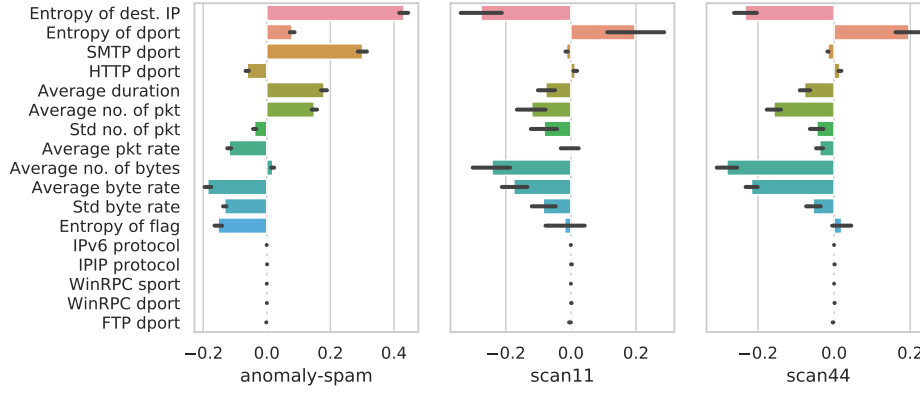 Entropy of dest. IP
Entropy of dport
SMTP dport
HTTP dport
Average duration
Average no. of pkt
Std no. of pkt
Average pkt rate
Average no. of bytes
Average byte rate
Std byte rate
Entropy of flag
IPv6 protocol
IPIP protocol
WinRPC sport
WinRPC dport
FTP dport
−0.2 0.0 0.2 0.4 −0.2 0.0 0.2 −0.2 0.0 0.2
anomaly-spam scan11 scan44